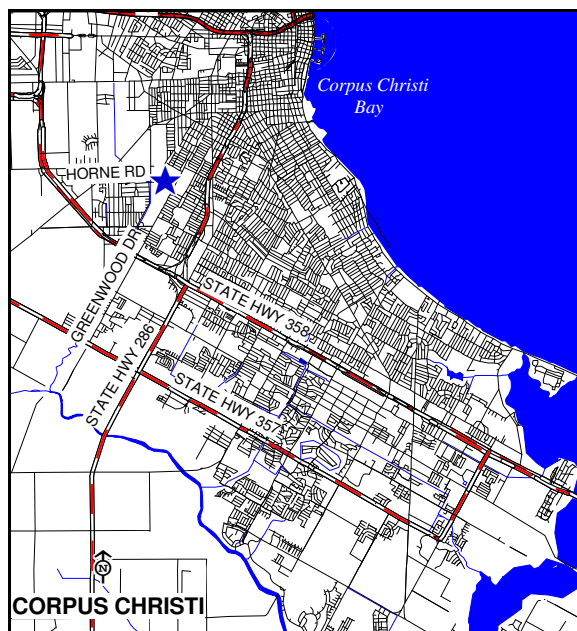 Corpus Christi
Bay
HORNE RD
GREENWOOD DR
STATE HWY 358
STATE HWY 286
STATE HWY 357
N
CORPUS CHRISTI